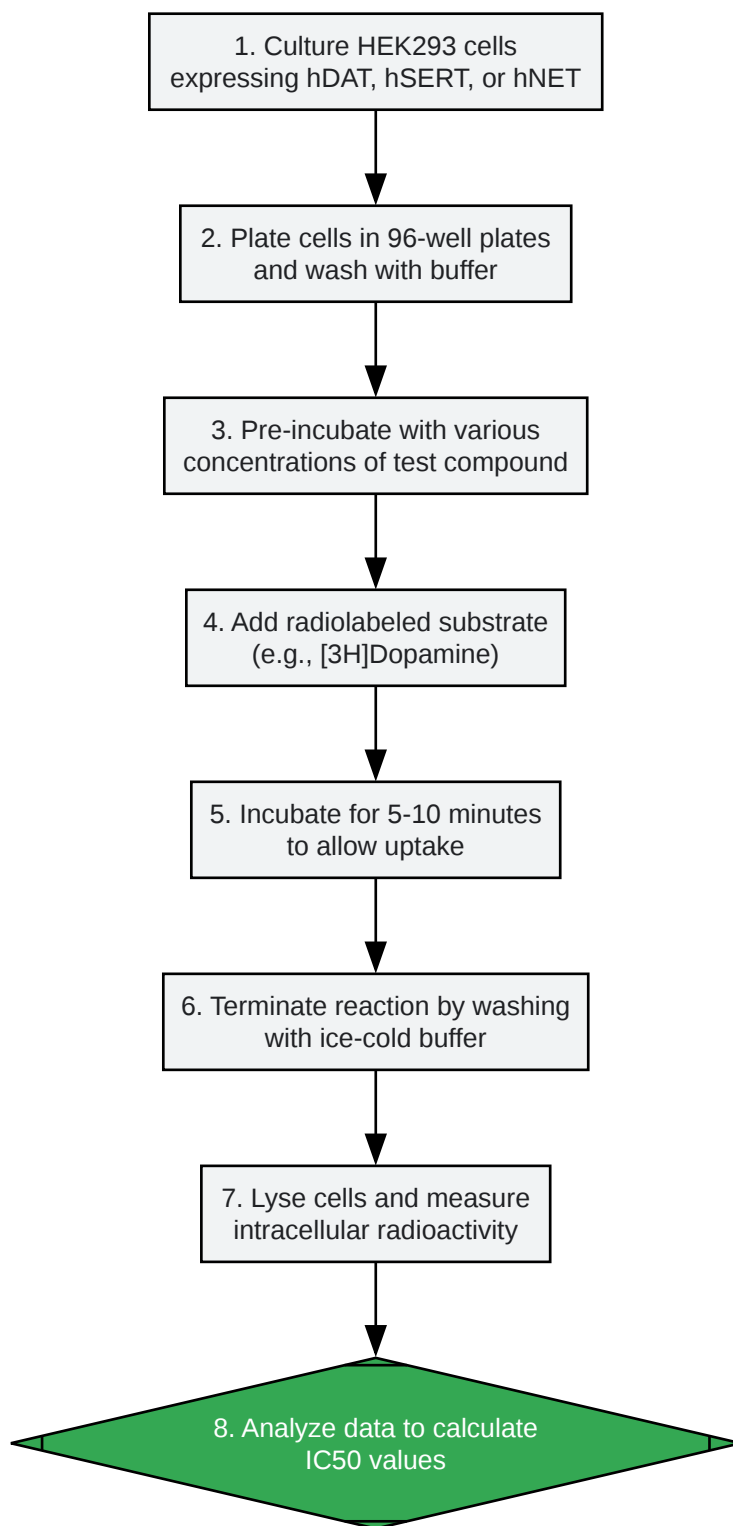 1. Culture HEK293 cells
expressing hDAT, hSERT, or hNET
2. Plate cells in 96-well plates
and wash with buffer
3. Pre-incubate with various
concentrations of test compound
4. Add radiolabeled substrate
(e.g., [3H]Dopamine)
5. Incubate for 5-10 minutes
to allow uptake
6. Terminate reaction by washing
with ice-cold buffer
7. Lyse cells and measure
intracellular radioactivity
8. Analyze data to calculate
IC50 values